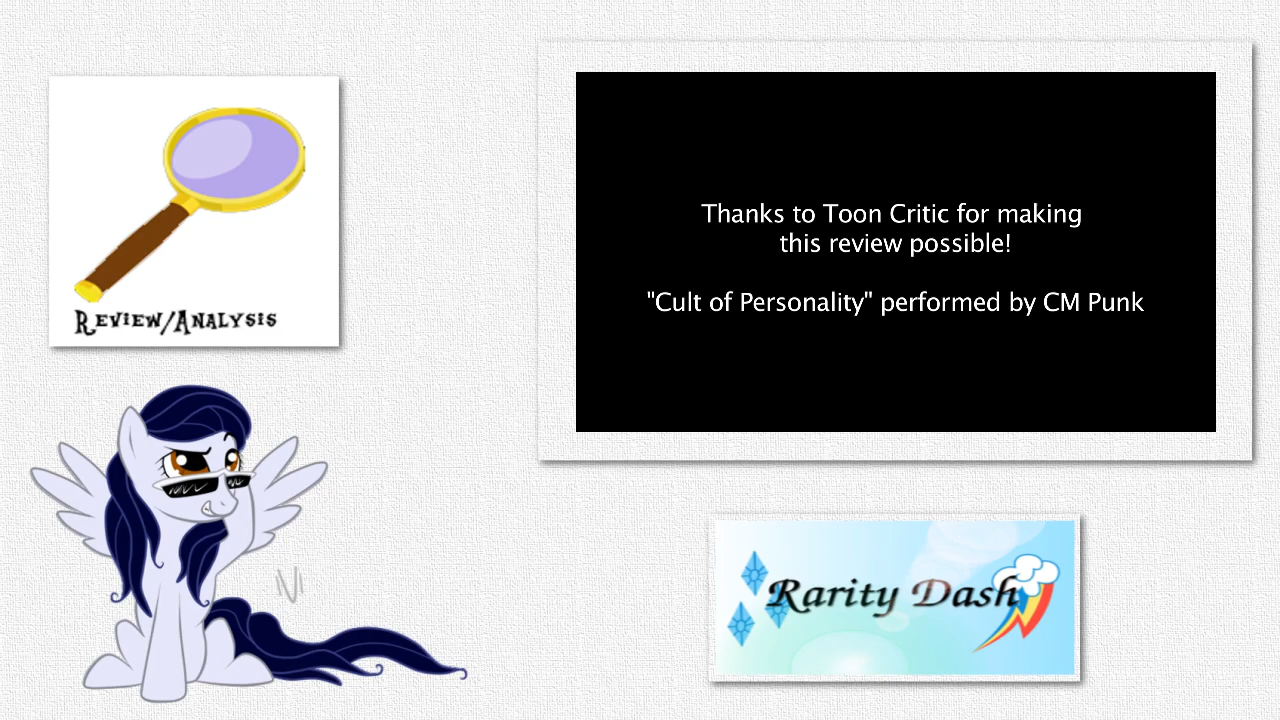 Review/Analysis
Thanks to Toon Critic for making
this review possible!
"Cult of Personality" performed by CM Punk
Rarity Dash